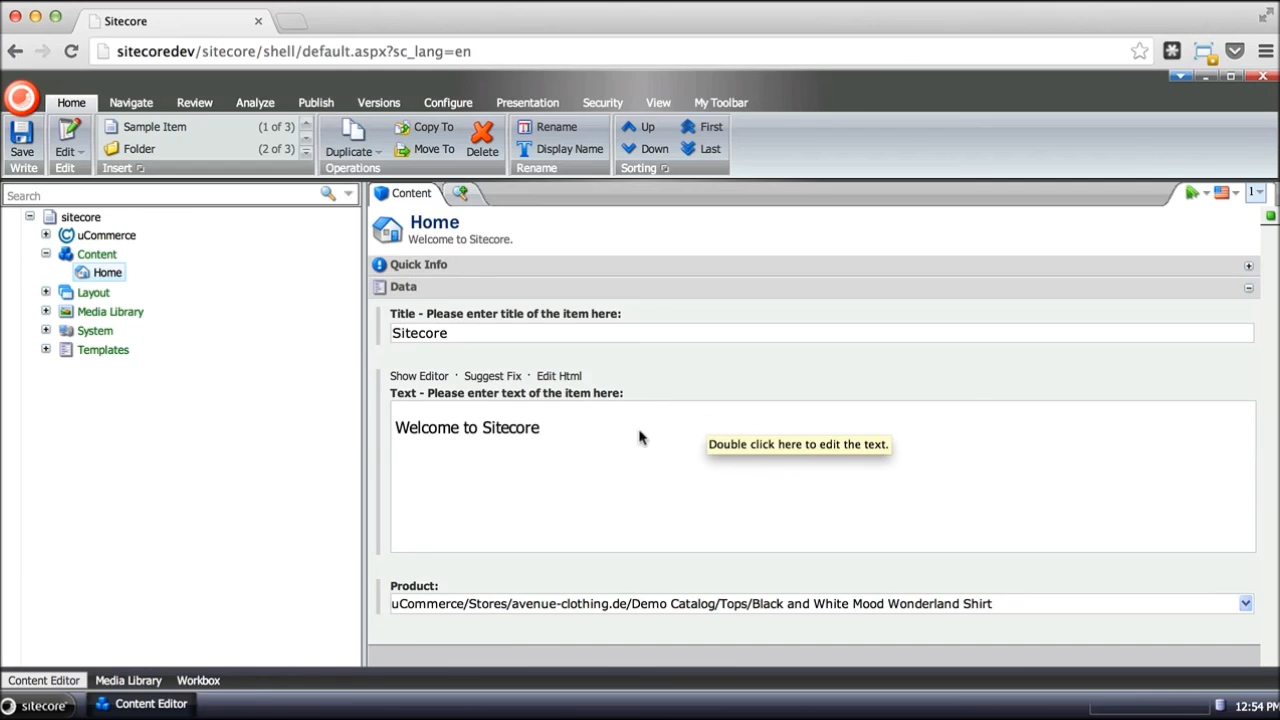 Sitecore
sitecoredev/sitecore/shell/default.aspx?sc_lang=en
Home Navigate Review Analyze Publish Versions Configure Presentation Security View My Toolbar
Sample Item (1 of 3) Copy To Rename Up First
Save Edit Folder (2 of 3) Duplicate Move To Delete Display Name Down Last
Write Edit Insert Operations Rename Sorting
Search Content 1
sitecore
Home
uCommerce
Welcome to Sitecore.
Content
Quick Info
Home
Data
Layout
Media Library
Title - Please enter title of the item here:
System
Sitecore
Templates
Show Editor · Suggest Fix · Edit Html
Text - Please enter text of the item here:
Welcome to Sitecore
Double click here to edit the text.
Product:
uCommerce/Stores/avenue-clothing.de/Demo Catalog/Tops/Black and White Mood Wonderland Shirt
Content Editor Media Library Workbox
sitecore Content Editor 12:54 PM